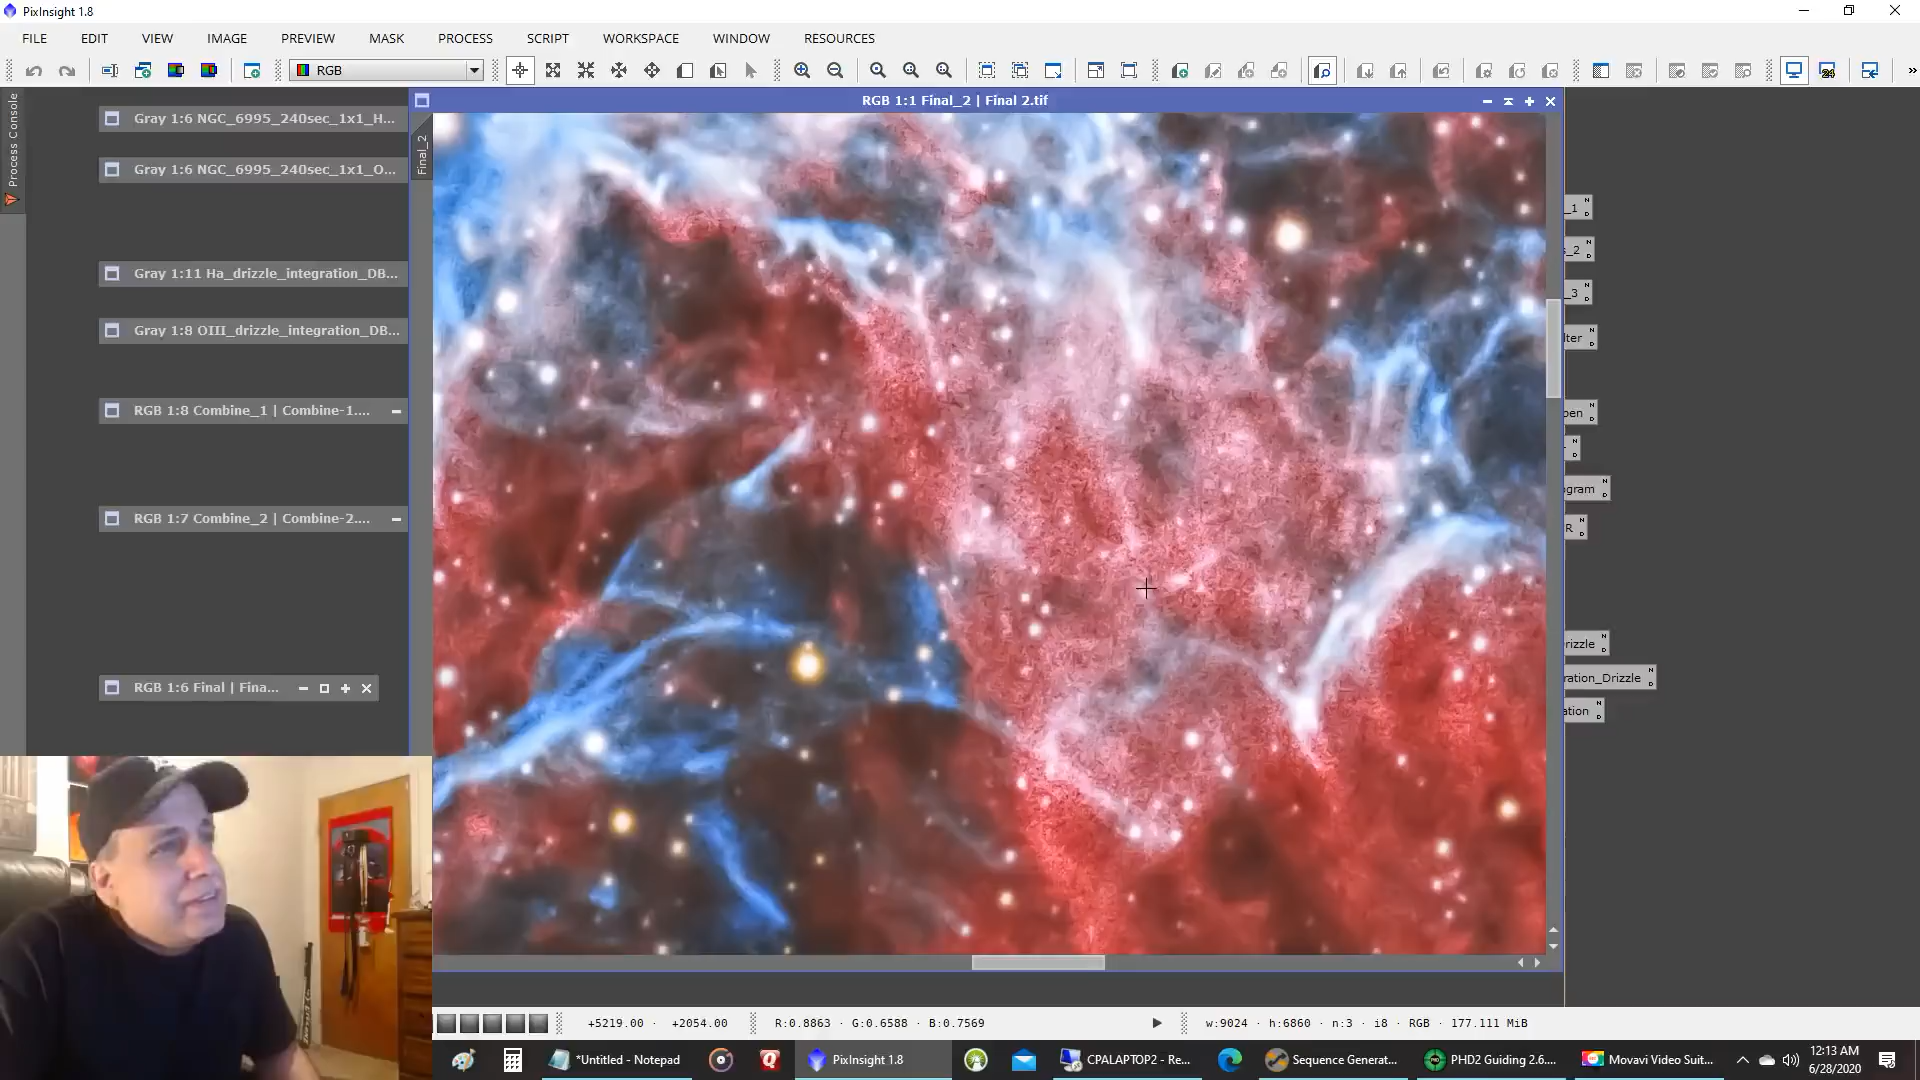 PixInsight 1.8
FILE EDIT VIEW IMAGE PREVIEW MASK PROCESS SCRIPT WORKSPACE WINDOW RESOURCES
RGB
24
»
Process Console
RGB 1:1 Final_2 | Final 2.tif
Final_2
Gray 1:6 NGC_6995_240sec_1x1_H...
Gray 1:6 NGC_6995_240sec_1x1_O...
Gray 1:11 Ha_drizzle_integration_DB...
Gray 1:8 OIII_drizzle_integration_DB...
RGB 1:8 Combine_1 | Combine-1....
RGB 1:7 Combine_2 | Combine-2....
RGB 1:6 Final | Fina...
_1 N D
s_2 N D
_3 N D
lter N D
pen N D
N D
ogram N D
R N D
rizzle N D
ration_Drizzle N D
ation N D
+5219.00 · +2054.00
R:0.8863 · G:0.6588 · B:0.7569
w:9024 · h:6860 · n:3 · i8 · RGB · 177.111 MiB
*Untitled - Notepad
PixInsight 1.8
CPALAPTOP2 - Re...
Sequence Generat...
PHD2 Guiding 2.6....
Movavi Video Suit...
12:13 AM
6/28/2020